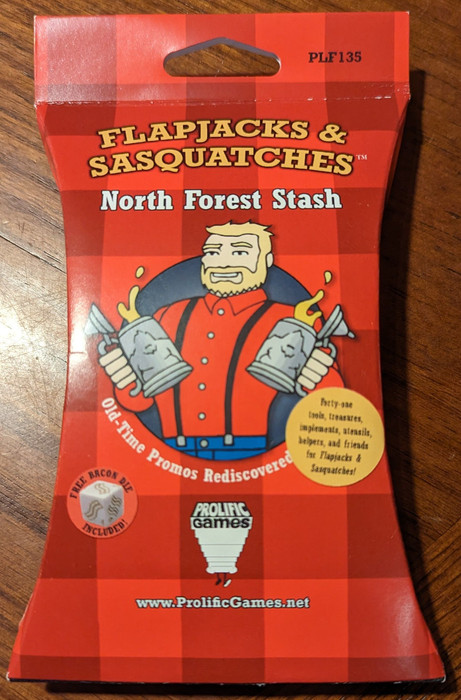 PLF135
FLAPJACKS &
SASQUATCHES™
North Forest Stash
Old-Time Promos Rediscovered
Forty-one
tools, treasures,
implements, utensils,
helpers, and friends
for Flapjacks &
Sasquatches!
FREE BACON DIE
INCLUDED!
PROLIFIC
Games
www.ProlificGames.net